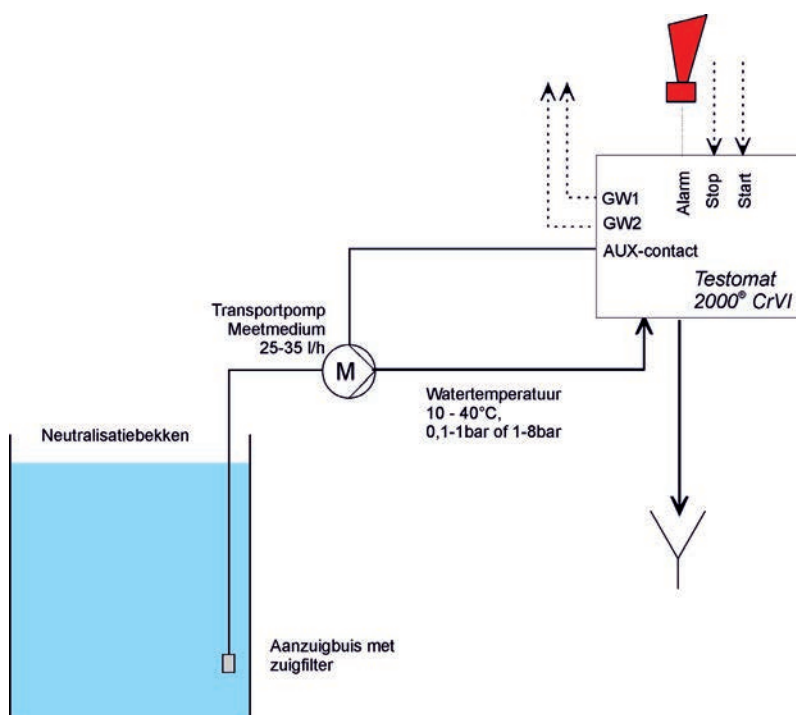 Alarm
Stop
Start
GW1
GW2
AUX-contact
Testomat
2000® CrVI
Transportpomp
Meetmedium
25-35 l/h
M
Watertemperatuur
10 - 40°C,
0,1-1bar of 1-8bar
Neutralisatiebekken
Aanzuigbuis met
zuigfilter